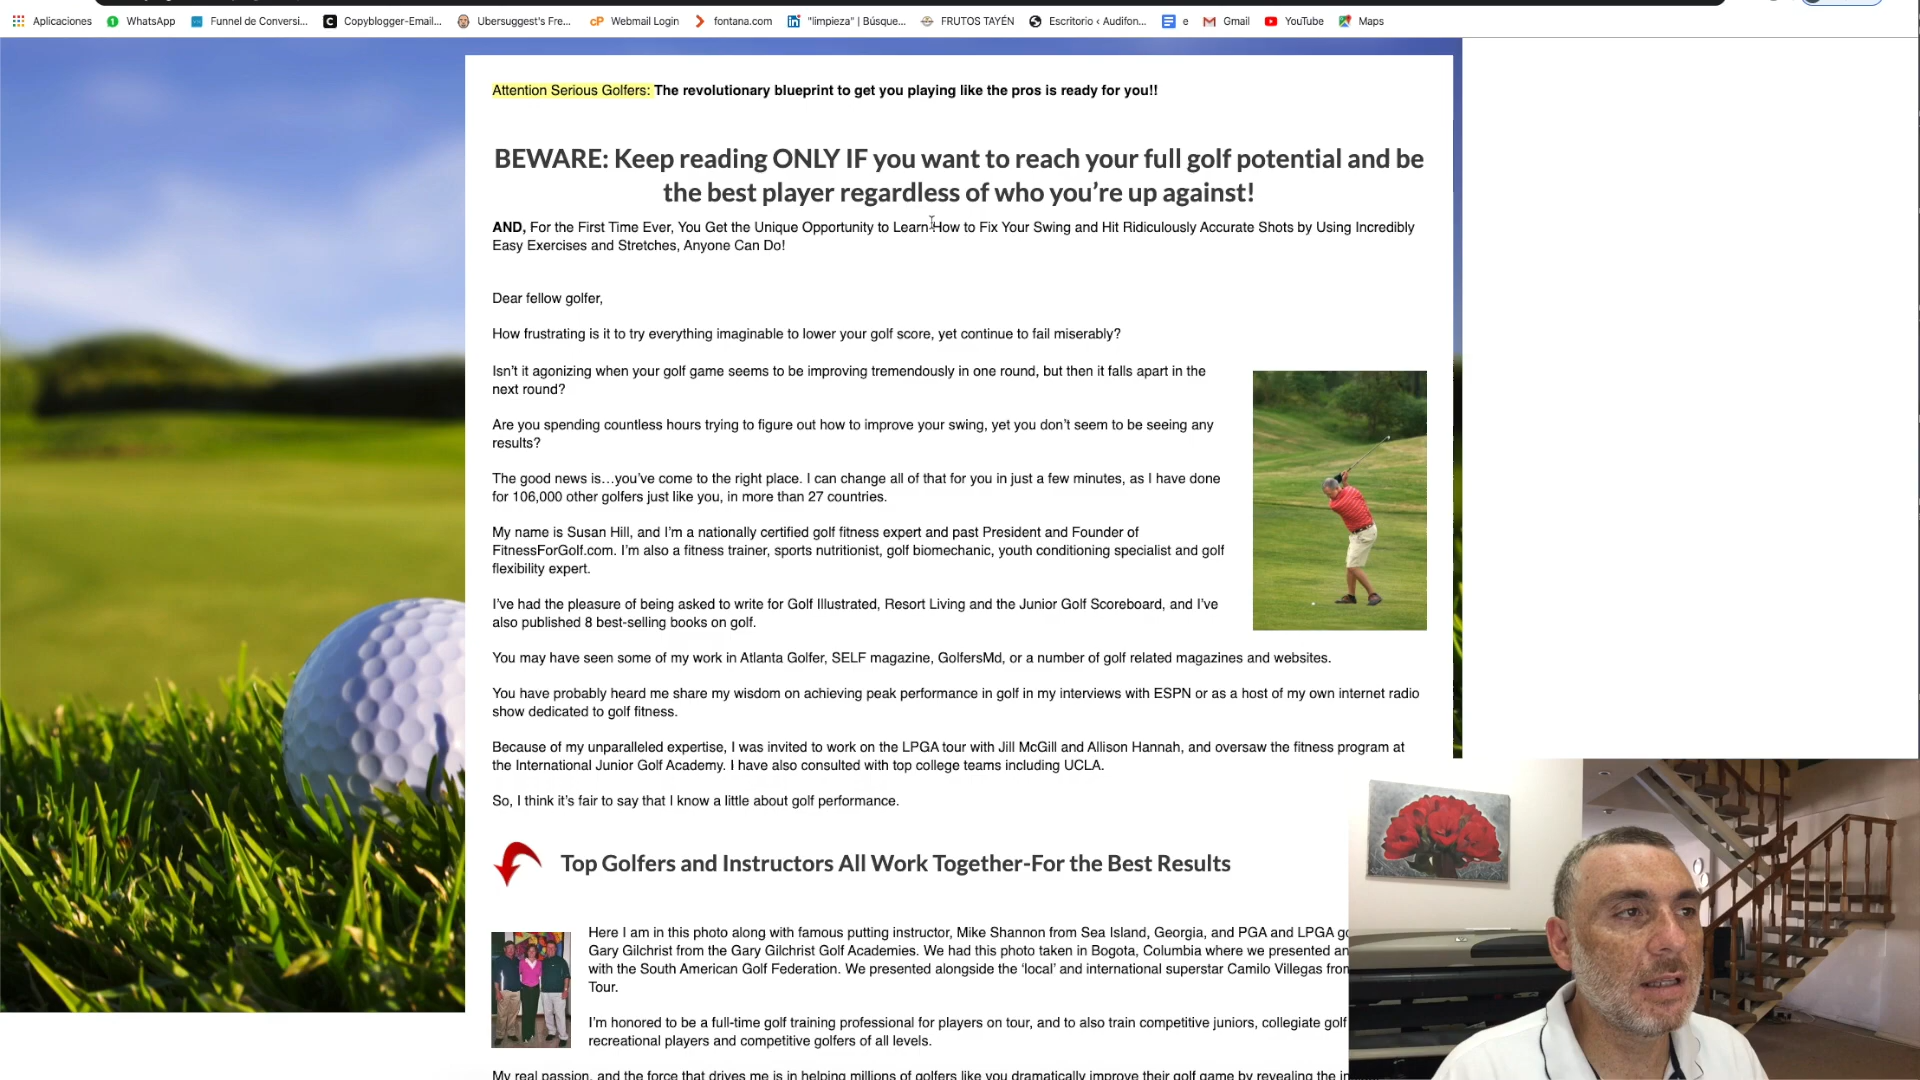 Aplicaciones WhatsApp Funnel de Conversi... Copyblogger-Email... Ubersuggest's Fre... Webmail Login fontana.com "limpieza" | Búsque... FRUTOS TAYÉN Escritorio ‹ Audifon... e Gmail YouTube Maps
Attention Serious Golfers: The revolutionary blueprint to get you playing like the pros is ready for you!!
BEWARE: Keep reading ONLY IF you want to reach your full golf potential and be
the best player regardless of who you’re up against!
AND, For the First Time Ever, You Get the Unique Opportunity to Learn How to Fix Your Swing and Hit Ridiculously Accurate Shots by Using Incredibly
Easy Exercises and Stretches, Anyone Can Do!
Dear fellow golfer,
How frustrating is it to try everything imaginable to lower your golf score, yet continue to fail miserably?
Isn’t it agonizing when your golf game seems to be improving tremendously in one round, but then it falls apart in the
next round?
Are you spending countless hours trying to figure out how to improve your swing, yet you don’t seem to be seeing any
results?
The good news is…you’ve come to the right place. I can change all of that for you in just a few minutes, as I have done
for 106,000 other golfers just like you, in more than 27 countries.
My name is Susan Hill, and I’m a nationally certified golf fitness expert and past President and Founder of
FitnessForGolf.com. I’m also a fitness trainer, sports nutritionist, golf biomechanic, youth conditioning specialist and golf
flexibility expert.
I’ve had the pleasure of being asked to write for Golf Illustrated, Resort Living and the Junior Golf Scoreboard, and I’ve
also published 8 best-selling books on golf.
You may have seen some of my work in Atlanta Golfer, SELF magazine, GolfersMd, or a number of golf related magazines and websites.
You have probably heard me share my wisdom on achieving peak performance in golf in my interviews with ESPN or as a host of my own internet radio
show dedicated to golf fitness.
Because of my unparalleled expertise, I was invited to work on the LPGA tour with Jill McGill and Allison Hannah, and oversaw the fitness program at
the International Junior Golf Academy. I have also consulted with top college teams including UCLA.
So, I think it’s fair to say that I know a little about golf performance.
Top Golfers and Instructors All Work Together-For the Best Results
Here I am in this photo along with famous putting instructor, Mike Shannon from Sea Island, Georgia, and PGA and LPGA
Gary Gilchrist from the Gary Gilchrist Golf Academies. We had this photo taken in Bogota, Columbia where we presented
with the South American Golf Federation. We presented alongside the ‘local’ and international superstar Camilo Villegas
Tour.
I’m honored to be a full-time golf training professional for players on tour, and to also train competitive juniors, collegiate
recreational players and competitive golfers of all levels.
My real passion, and the force that drives me is in helping millions of golfers like you dramatically improve their golf game by revealing the